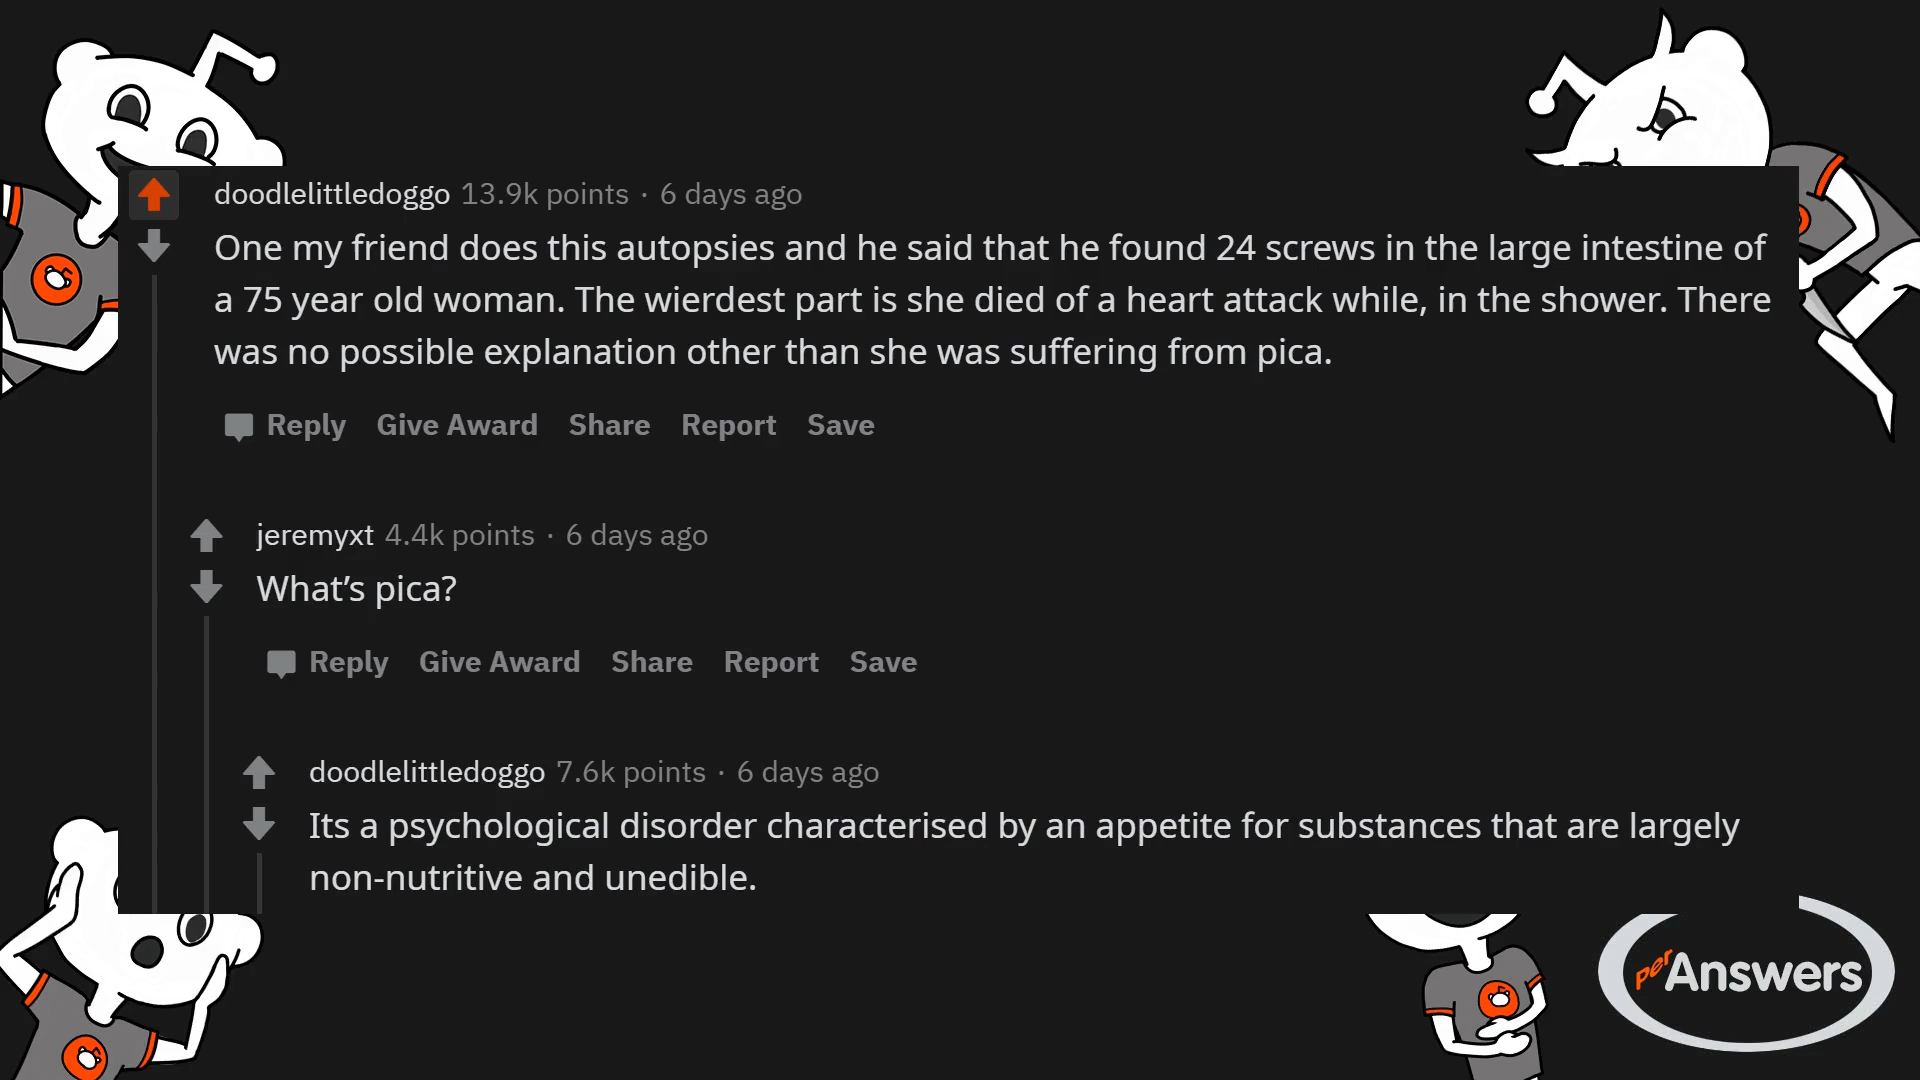 doodlelittledoggo 13.9k points · 6 days ago
One my friend does this autopsies and he said that he found 24 screws in the large intestine of
a 75 year old woman. The wierdest part is she died of a heart attack while, in the shower. There
was no possible explanation other than she was suffering from pica.
Reply Give Award Share Report Save
jeremyxt 4.4k points · 6 days ago
What’s pica?
Reply Give Award Share Report Save
doodlelittledoggo 7.6k points · 6 days ago
Its a psychological disorder characterised by an appetite for substances that are largely
non-nutritive and unedible.
perAnswers